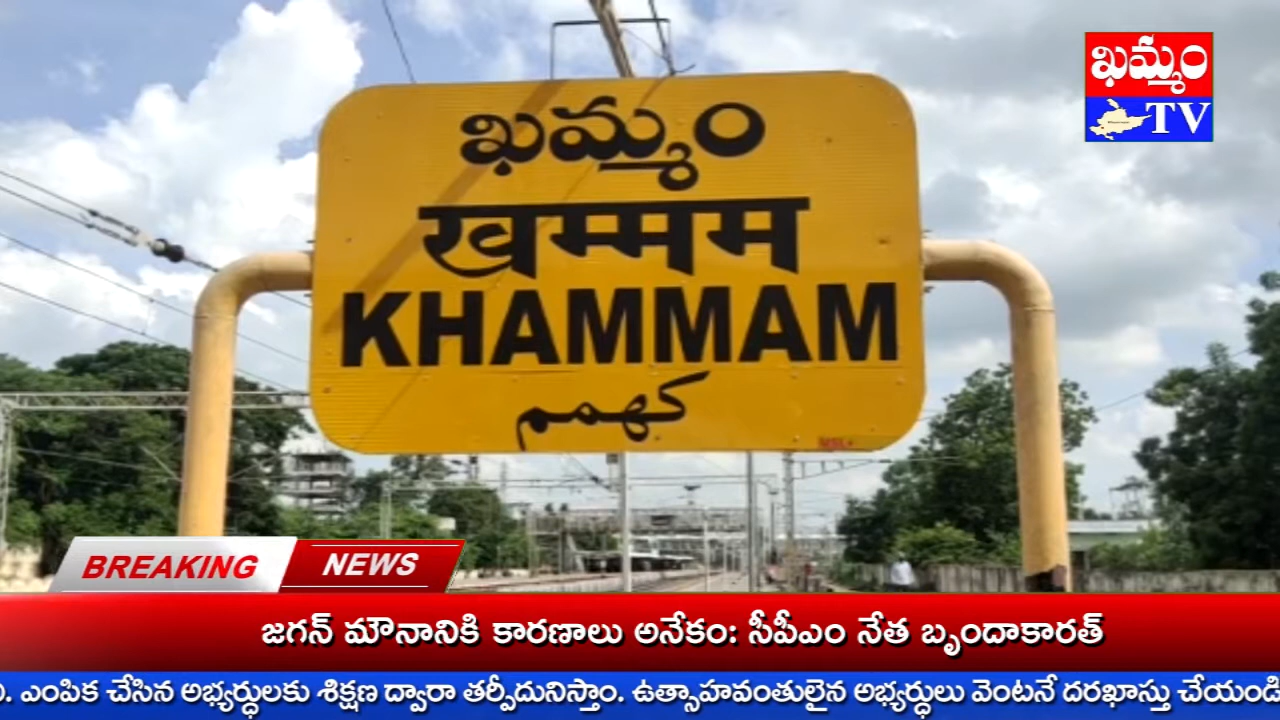 ఖమ్మం
TV
ఖమ్మం
खम्मम
KHAMMAM
کھمم
BREAKING NEWS
జగన్ మౌనానికి కారణాలు అనేకం: సీపీఎం నేత బృందాకారత్
ఎంపిక చేసిన అభ్యర్థులకు శిక్షణ ద్వారా తర్ఫీదునిస్తాం. ఉత్సాహవంతులైన అభ్యర్థులు వెంటనే దరఖాస్తు చేయండి